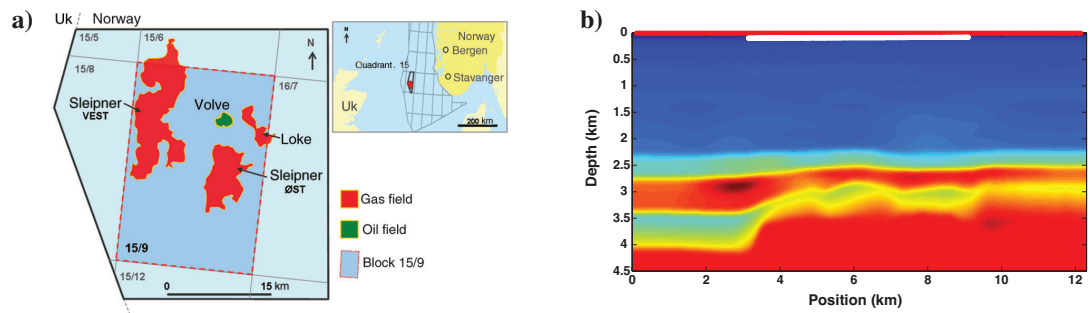 a)
Uk Norway
15/5
15/6
N
15/8
16/7
Sleipner
VEST
Volve
Loke
Sleipner
ØST
15/9
15/12
0 15 km
N
Norway
Bergen
Quadrant. 15
Stavanger
Uk
200 km
Gas field
Oil field
Block 15/9
b)
0
0.5
1
1.5
2
2.5
3
3.5
4
4.5
Depth (km)
0 2 4 6 8 10 12
Position (km)